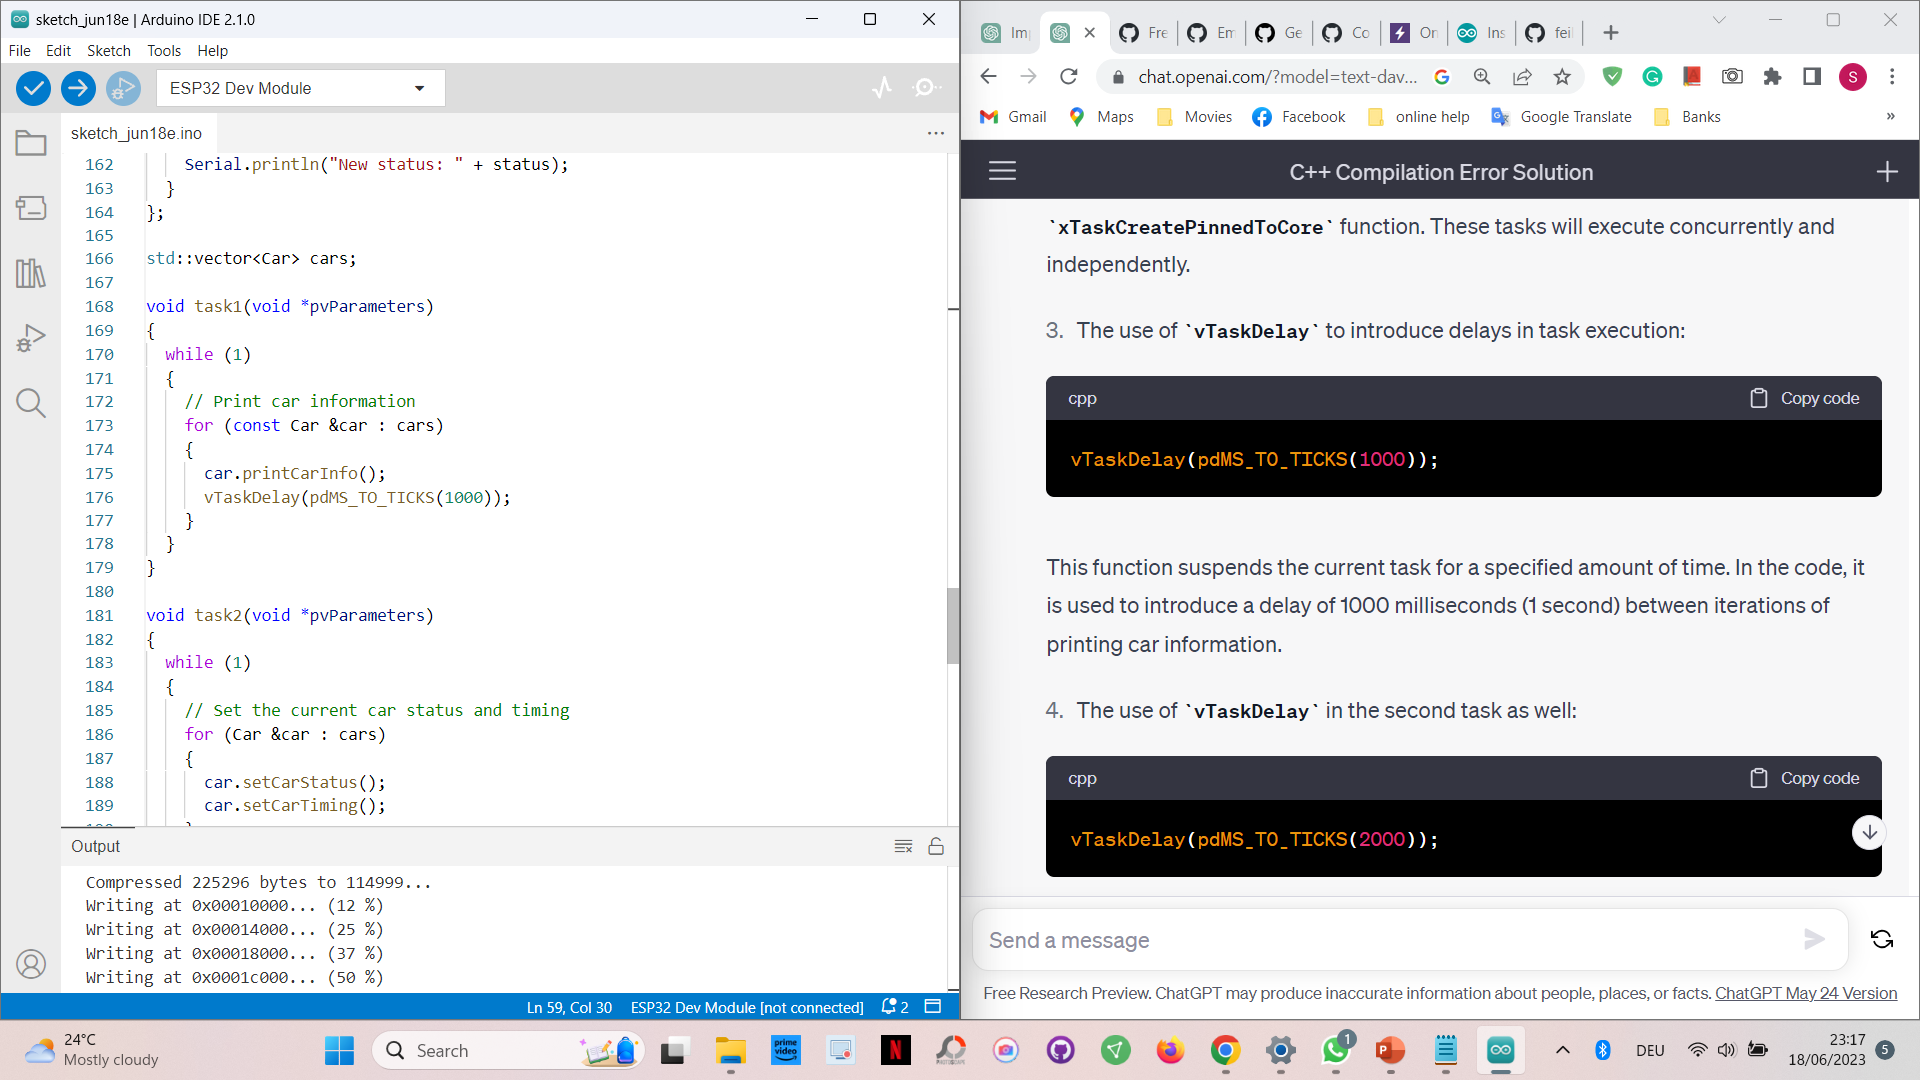 sketch_jun18e | Arduino IDE 2.1.0
File Edit Sketch Tools Help
ESP32 Dev Module
sketch_jun18e.ino
162 Serial.println("New status: " + status);
163 }
164 };
165
166 std::vector<Car> cars;
167
168 void task1(void *pvParameters)
169 {
170 while (1)
171 {
172 // Print car information
173 for (const Car &car : cars)
174 {
175 car.printCarInfo();
176 vTaskDelay(pdMS_TO_TICKS(1000));
177 }
178 }
179 }
180
181 void task2(void *pvParameters)
182 {
183 while (1)
184 {
185 // Set the current car status and timing
186 for (Car &car : cars)
187 {
188 car.setCarStatus();
189 car.setCarTiming();
Output
Compressed 225296 bytes to 114999...
Writing at 0x00010000... (12 %)
Writing at 0x00014000... (25 %)
Writing at 0x00018000... (37 %)
Writing at 0x0001c000... (50 %)
Ln 59, Col 30 ESP32 Dev Module [not connected] 2
Im Fre Em Ge Co On Ins fei
chat.openai.com/?model=text-dav... S
Gmail Maps Movies Facebook online help Google Translate Banks »
C++ Compilation Error Solution
`xTaskCreatePinnedToCore` function. These tasks will execute concurrently and
independently.
3. The use of `vTaskDelay` to introduce delays in task execution:
cpp Copy code
vTaskDelay(pdMS_TO_TICKS(1000));
This function suspends the current task for a specified amount of time. In the code, it
is used to introduce a delay of 1000 milliseconds (1 second) between iterations of
printing car information.
4. The use of `vTaskDelay` in the second task as well:
cpp Copy code
vTaskDelay(pdMS_TO_TICKS(2000));
Send a message
Free Research Preview. ChatGPT may produce inaccurate information about people, places, or facts. ChatGPT May 24 Version
24°C
Mostly cloudy
Search
prime video
N
1
DEU
23:17
18/06/2023
5